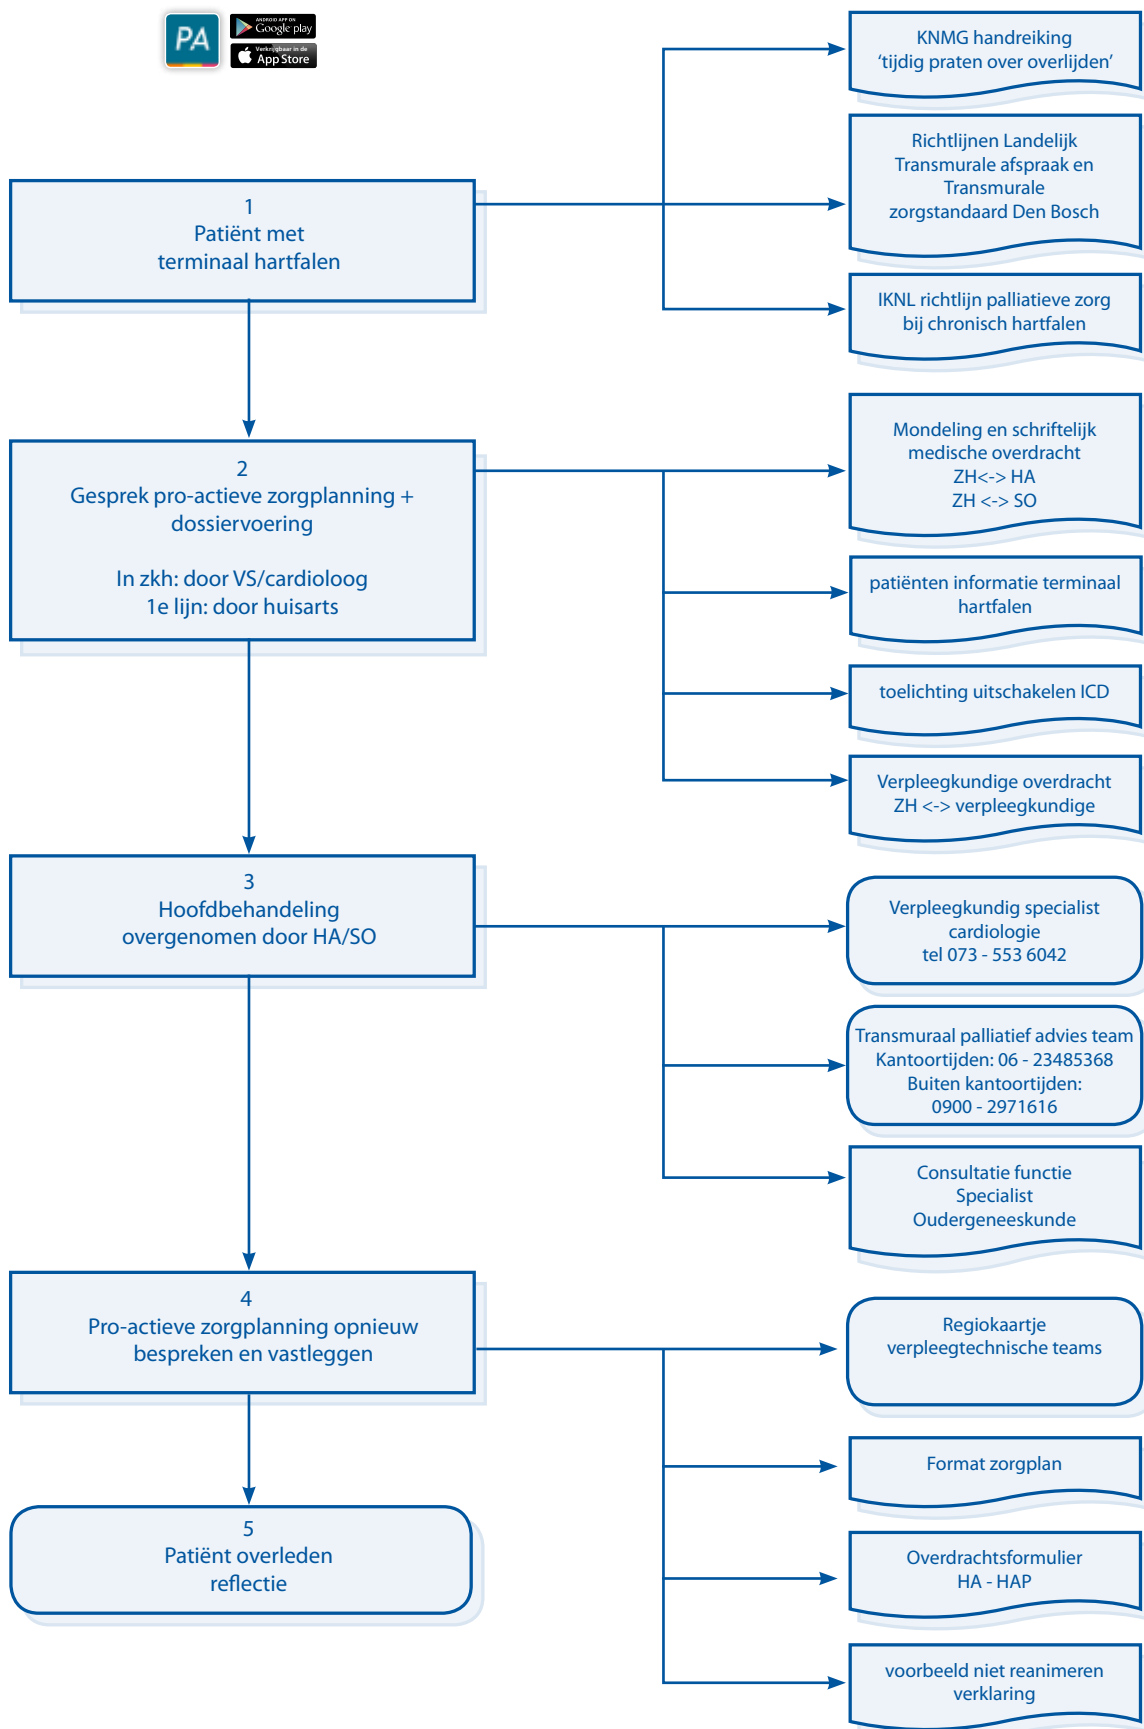 PA
ANDROID APP ON
Google play
Verkrijgbaar in de
App Store
KNMG handreiking
‘tijdig praten over overlijden’
Richtlijnen Landelijk
Transmurale afspraak en
Transmurale
zorgstandaard Den Bosch
1
Patiënt met
terminaal hartfalen
IKNL richtlijn palliatieve zorg
bij chronisch hartfalen
Mondeling en schriftelijk
medische overdracht
ZH<-> HA
ZH <-> SO
2
Gesprek pro-actieve zorgplanning +
dossiervoering
In zkh: door VS/cardioloog
1e lijn: door huisarts
patiënten informatie terminaal
hartfalen
toelichting uitschakelen ICD
Verpleegkundige overdracht
ZH <-> verpleegkundige
3
Hoofdbehandeling
overgenomen door HA/SO
Verpleegkundig specialist
cardiologie
tel 073 - 553 6042
Transmuraal palliatief advies team
Kantoortijden: 06 - 23485368
Buiten kantoortijden:
0900 - 2971616
Consultatie functie
Specialist
Oudergeneeskunde
4
Pro-actieve zorgplanning opnieuw
bespreken en vastleggen
Regiokaartje
verpleegtechnische teams
Format zorgplan
5
Patiënt overleden
reflectie
Overdrachtsformulier
HA - HAP
voorbeeld niet reanimeren
verklaring